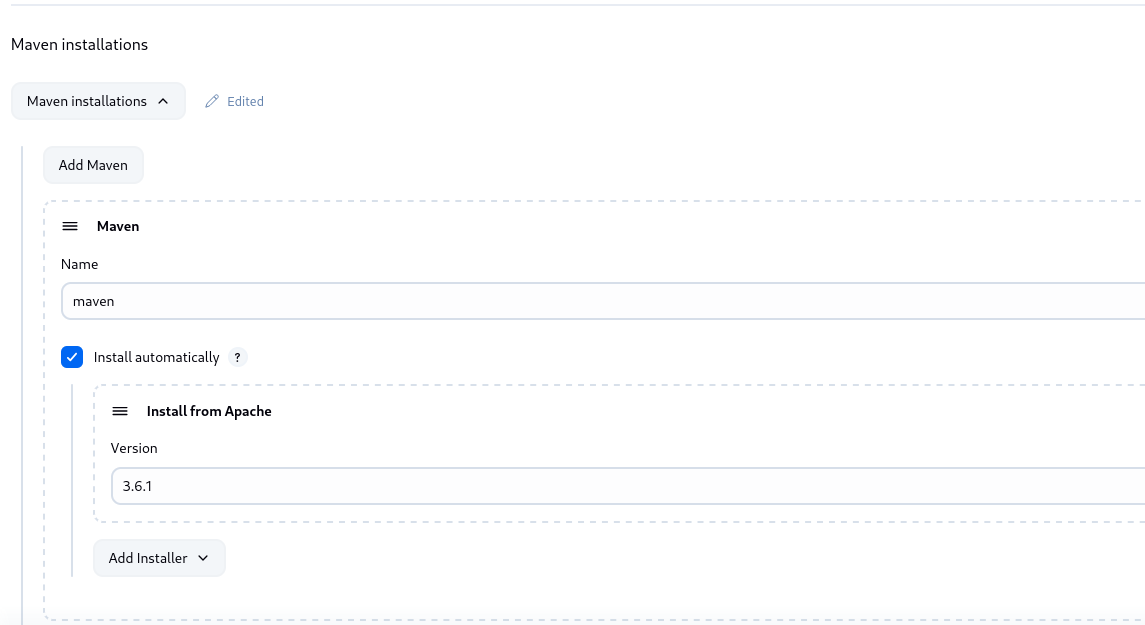 Maven installations
Maven installations
Edited
Add Maven
Maven
Name
maven
Install automatically ?
Install from Apache
Version
3.6.1
Add Installer